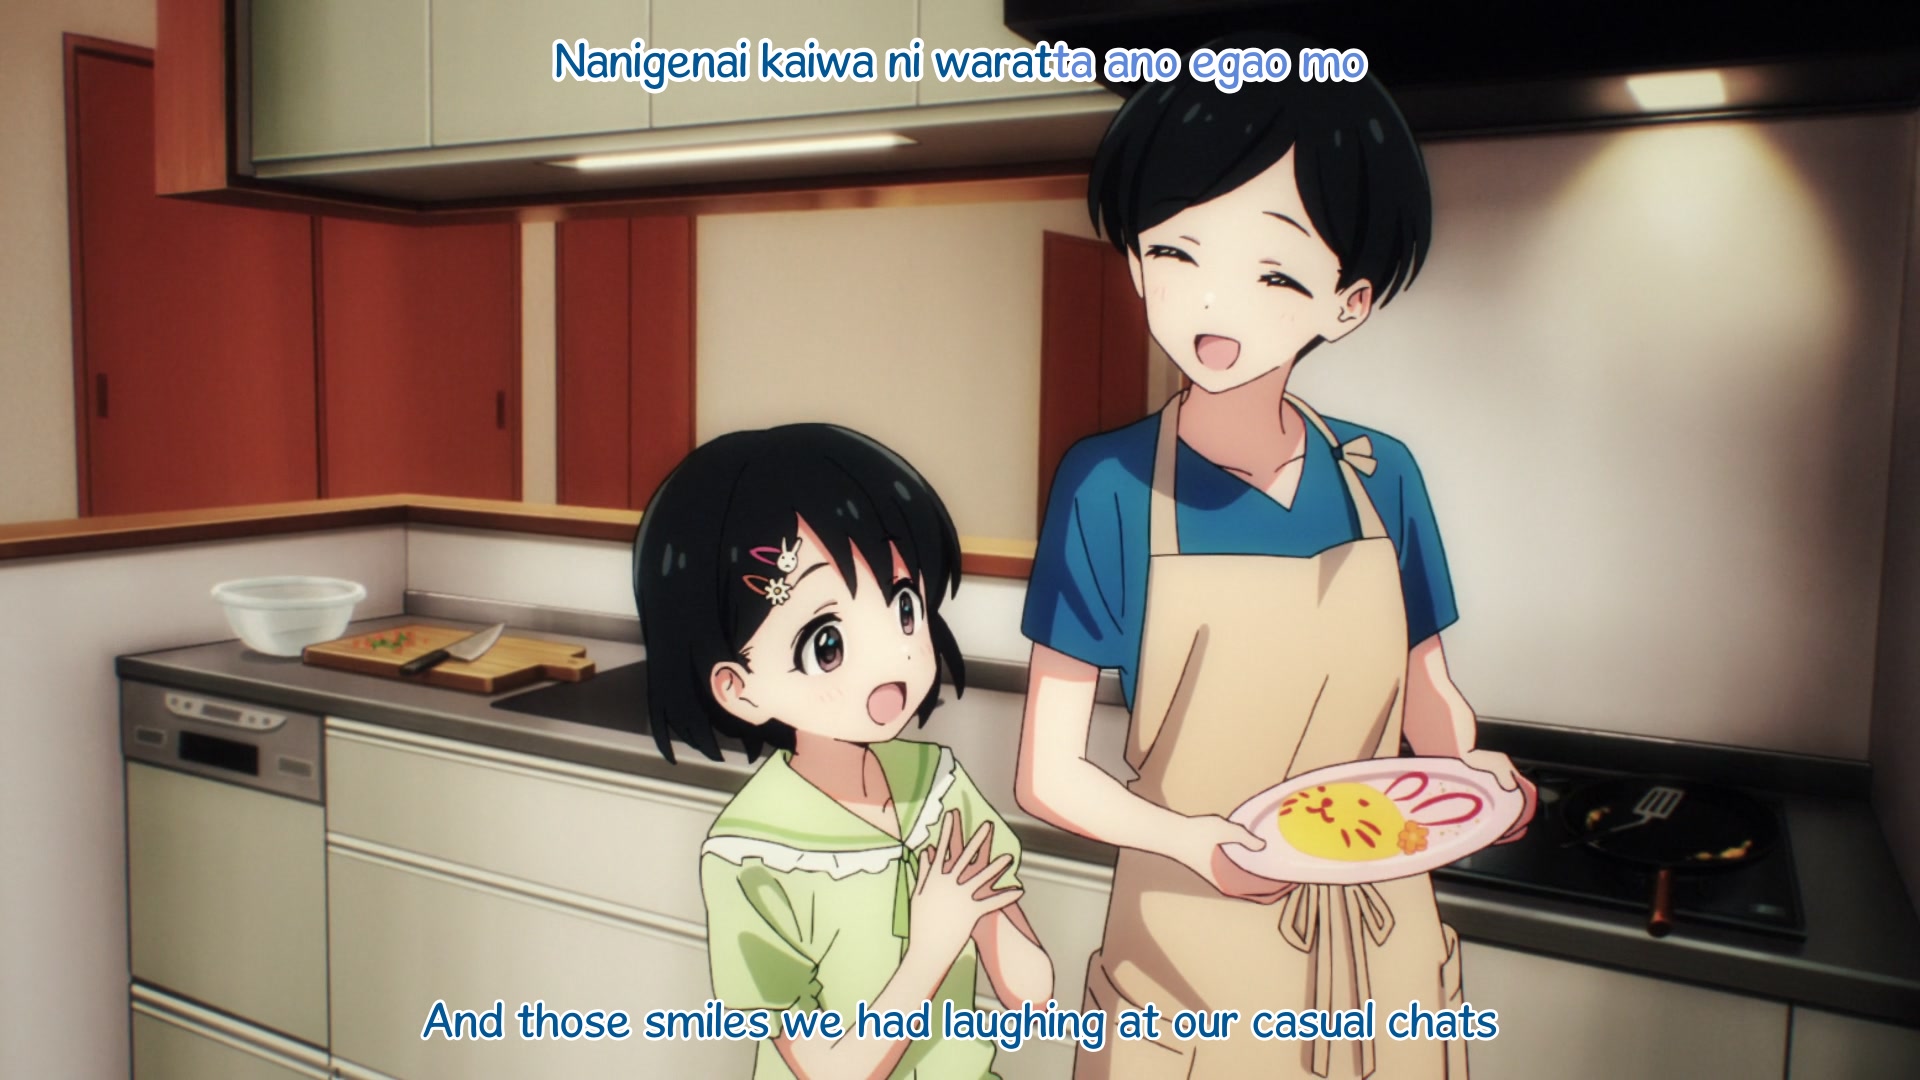 Nanigenai kaiwa ni waratta ano egao mo
And those smiles we had laughing at our casual chats